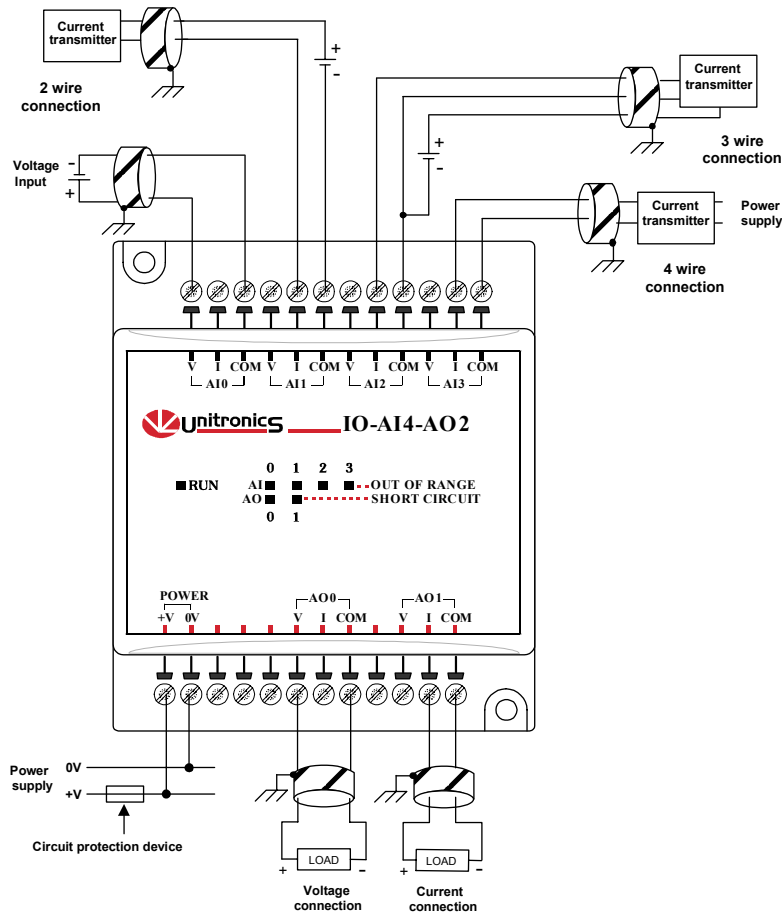 Current
transmitter
2 wire
connection
+
-
Current
transmitter
3 wire
connection
Voltage
Input
-
+
+
-
Current
transmitter
Power
supply
4 wire
connection
V I COM V I COM V I COM V I COM
AI0 AI1 AI2 AI3
Unitronics IO-AI4-AO2
0 1 2 3
RUN AI OUT OF RANGE
AO SHORT CIRCUIT
0 1
POWER AO0 AO1
+V 0V V I COM V I COM
Power
supply
0V
+V
Circuit protection device
+ LOAD -
Voltage
connection
+ LOAD -
Current
connection